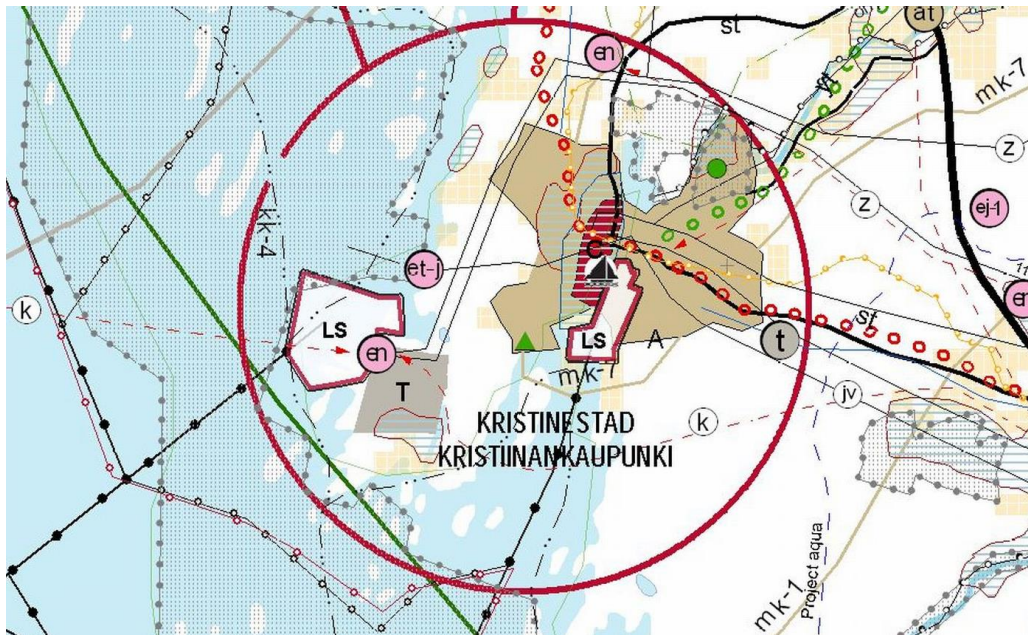 at
st
en
yt
mk-7
z
z
ej-1
kk-4
et-j
C
k
LS
en
T
LS
A
mk-7
st
t
jv
k
KRISTINESTAD
KRISTIINANKAUPUNKI
Project aqua
mk-1